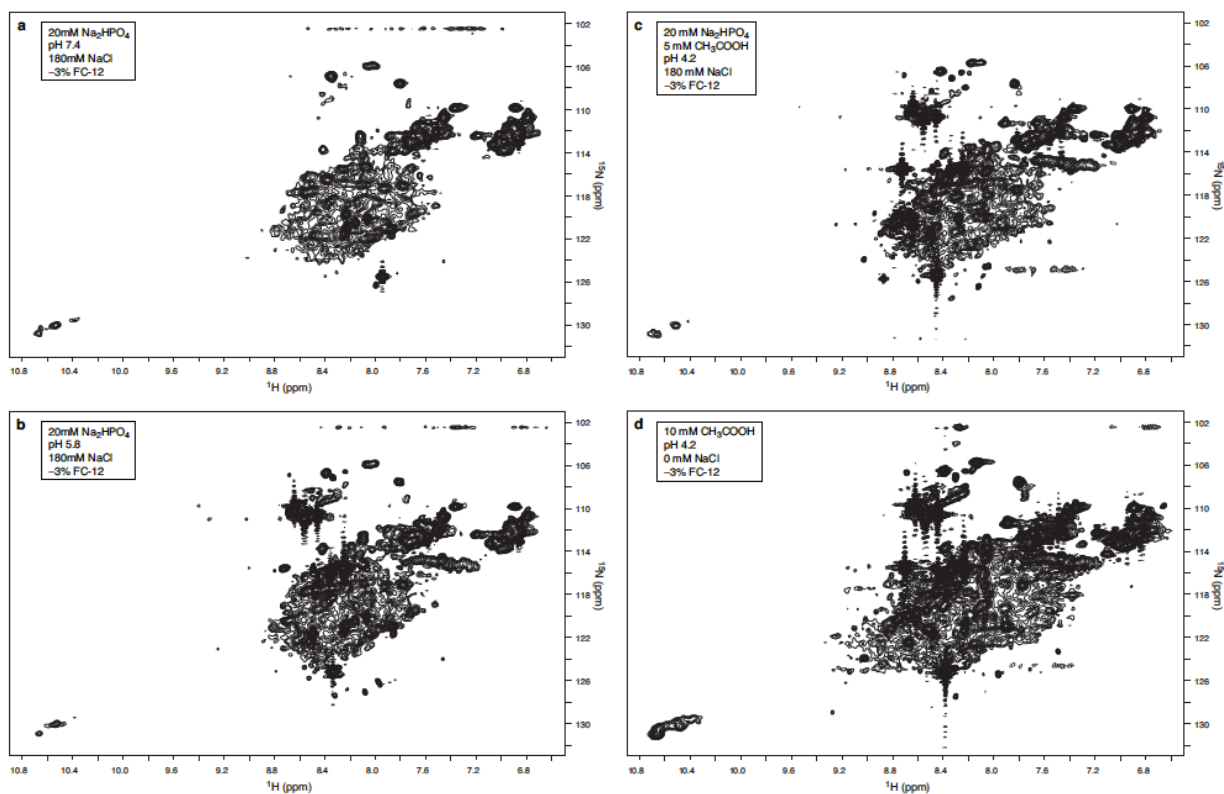 a
20mM Na₂HPO₄
pH 7.4
180mM NaCl
–3% FC-12
102
106
110
114
118
122
126
130
¹⁵N (ppm)
10.8 10.4 10.0 9.6 9.2 8.8 8.4 8.0 7.6 7.2 6.8
¹H (ppm)
b
20mM Na₂HPO₄
pH 5.8
180mM NaCl
–3% FC-12
102
106
110
114
118
122
126
130
¹⁵N (ppm)
10.8 10.4 10.0 9.6 9.2 8.8 8.4 8.0 7.6 7.2 6.8
¹H (ppm)
c
20 mM Na₂HPO₄
5 mM CH₃COOH
pH 4.2
180 mM NaCl
–3% FC-12
102
106
110
114
118
122
126
130
¹⁵N (ppm)
10.8 10.4 10.0 9.6 9.2 8.8 8.4 8.0 7.6 7.2 6.8
¹H (ppm)
d
10 mM CH₃COOH
pH 4.2
0 mM NaCl
–3% FC-12
102
106
110
114
118
122
126
130
¹⁵N (ppm)
10.8 10.4 10.0 9.6 9.2 8.8 8.4 8.0 7.6 7.2 6.8
¹H (ppm)